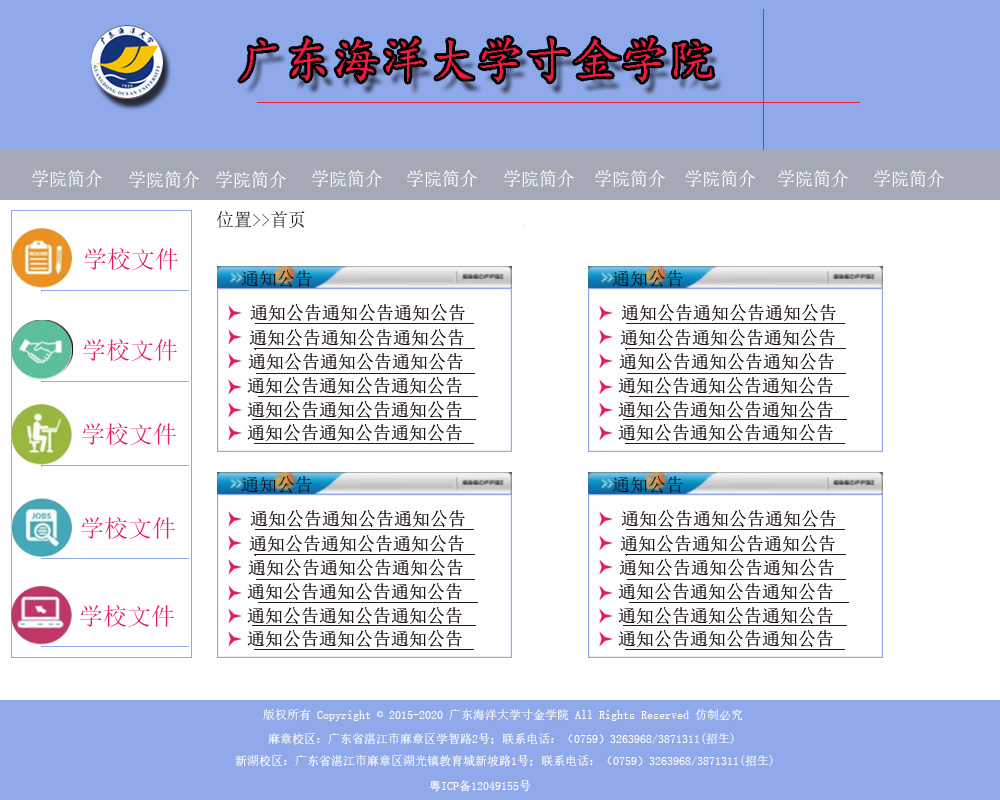 广东海洋大学
GUANGDONG OCEAN UNIVERSITY
广东海洋大学寸金学院
学院简介 学院简介 学院简介 学院简介 学院简介 学院简介 学院简介 学院简介 学院简介 学院简介
位置>>首页
RESUME
学校文件
学校文件
学校文件
JOBS
学校文件
学校文件
通知公告
通知公告通知公告通知公告
通知公告通知公告通知公告
通知公告通知公告通知公告
通知公告通知公告通知公告
通知公告通知公告通知公告
通知公告通知公告通知公告
通知公告
通知公告通知公告通知公告
通知公告通知公告通知公告
通知公告通知公告通知公告
通知公告通知公告通知公告
通知公告通知公告通知公告
通知公告通知公告通知公告
通知公告
通知公告通知公告通知公告
通知公告通知公告通知公告
通知公告通知公告通知公告
通知公告通知公告通知公告
通知公告通知公告通知公告
通知公告通知公告通知公告
通知公告
通知公告通知公告通知公告
通知公告通知公告通知公告
通知公告通知公告通知公告
通知公告通知公告通知公告
通知公告通知公告通知公告
通知公告通知公告通知公告
版权所有 Copyright © 2015-2020 广东海洋大学寸金学院 All Rights Reserved 仿制必究
麻章校区：广东省湛江市麻章区学智路2号；联系电话：（0759）3263968/3871311(招生)
新湖校区：广东省湛江市麻章区湖光镇教育城新坡路1号；联系电话：（0759）3263968/3871311(招生)
粤ICP备12049155号